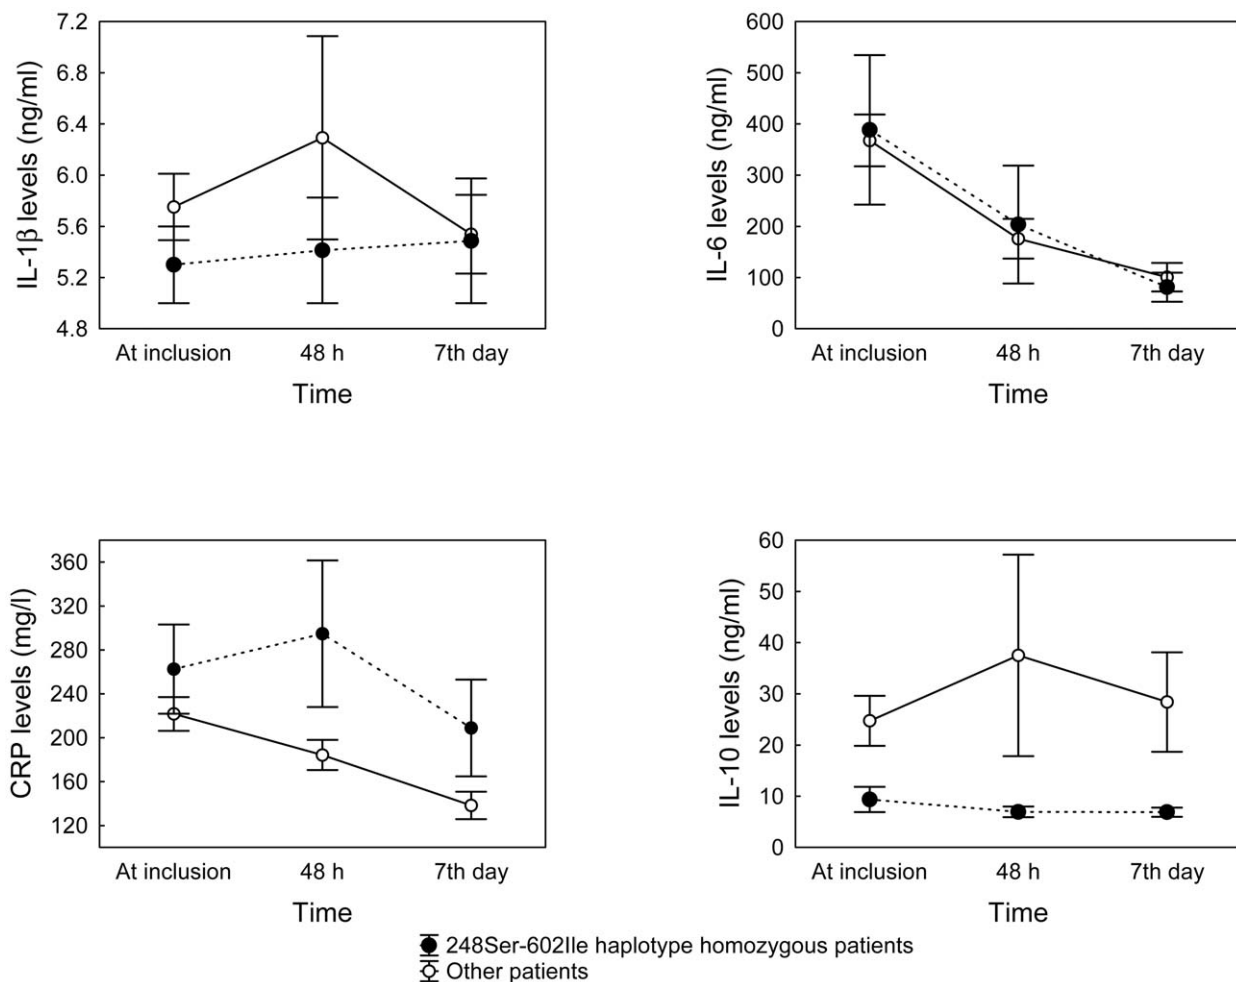 IL-1β levels (ng/ml)
7.2
6.8
6.4
6.0
5.6
5.2
4.8
At inclusion 48 h 7th day
Time
IL-6 levels (ng/ml)
600
500
400
300
200
100
0
At inclusion 48 h 7th day
Time
CRP levels (mg/l)
360
320
280
240
200
160
120
At inclusion 48 h 7th day
Time
IL-10 levels (ng/ml)
60
50
40
30
20
10
0
At inclusion 48 h 7th day
Time
248Ser-602Ile haplotype homozygous patients
Other patients